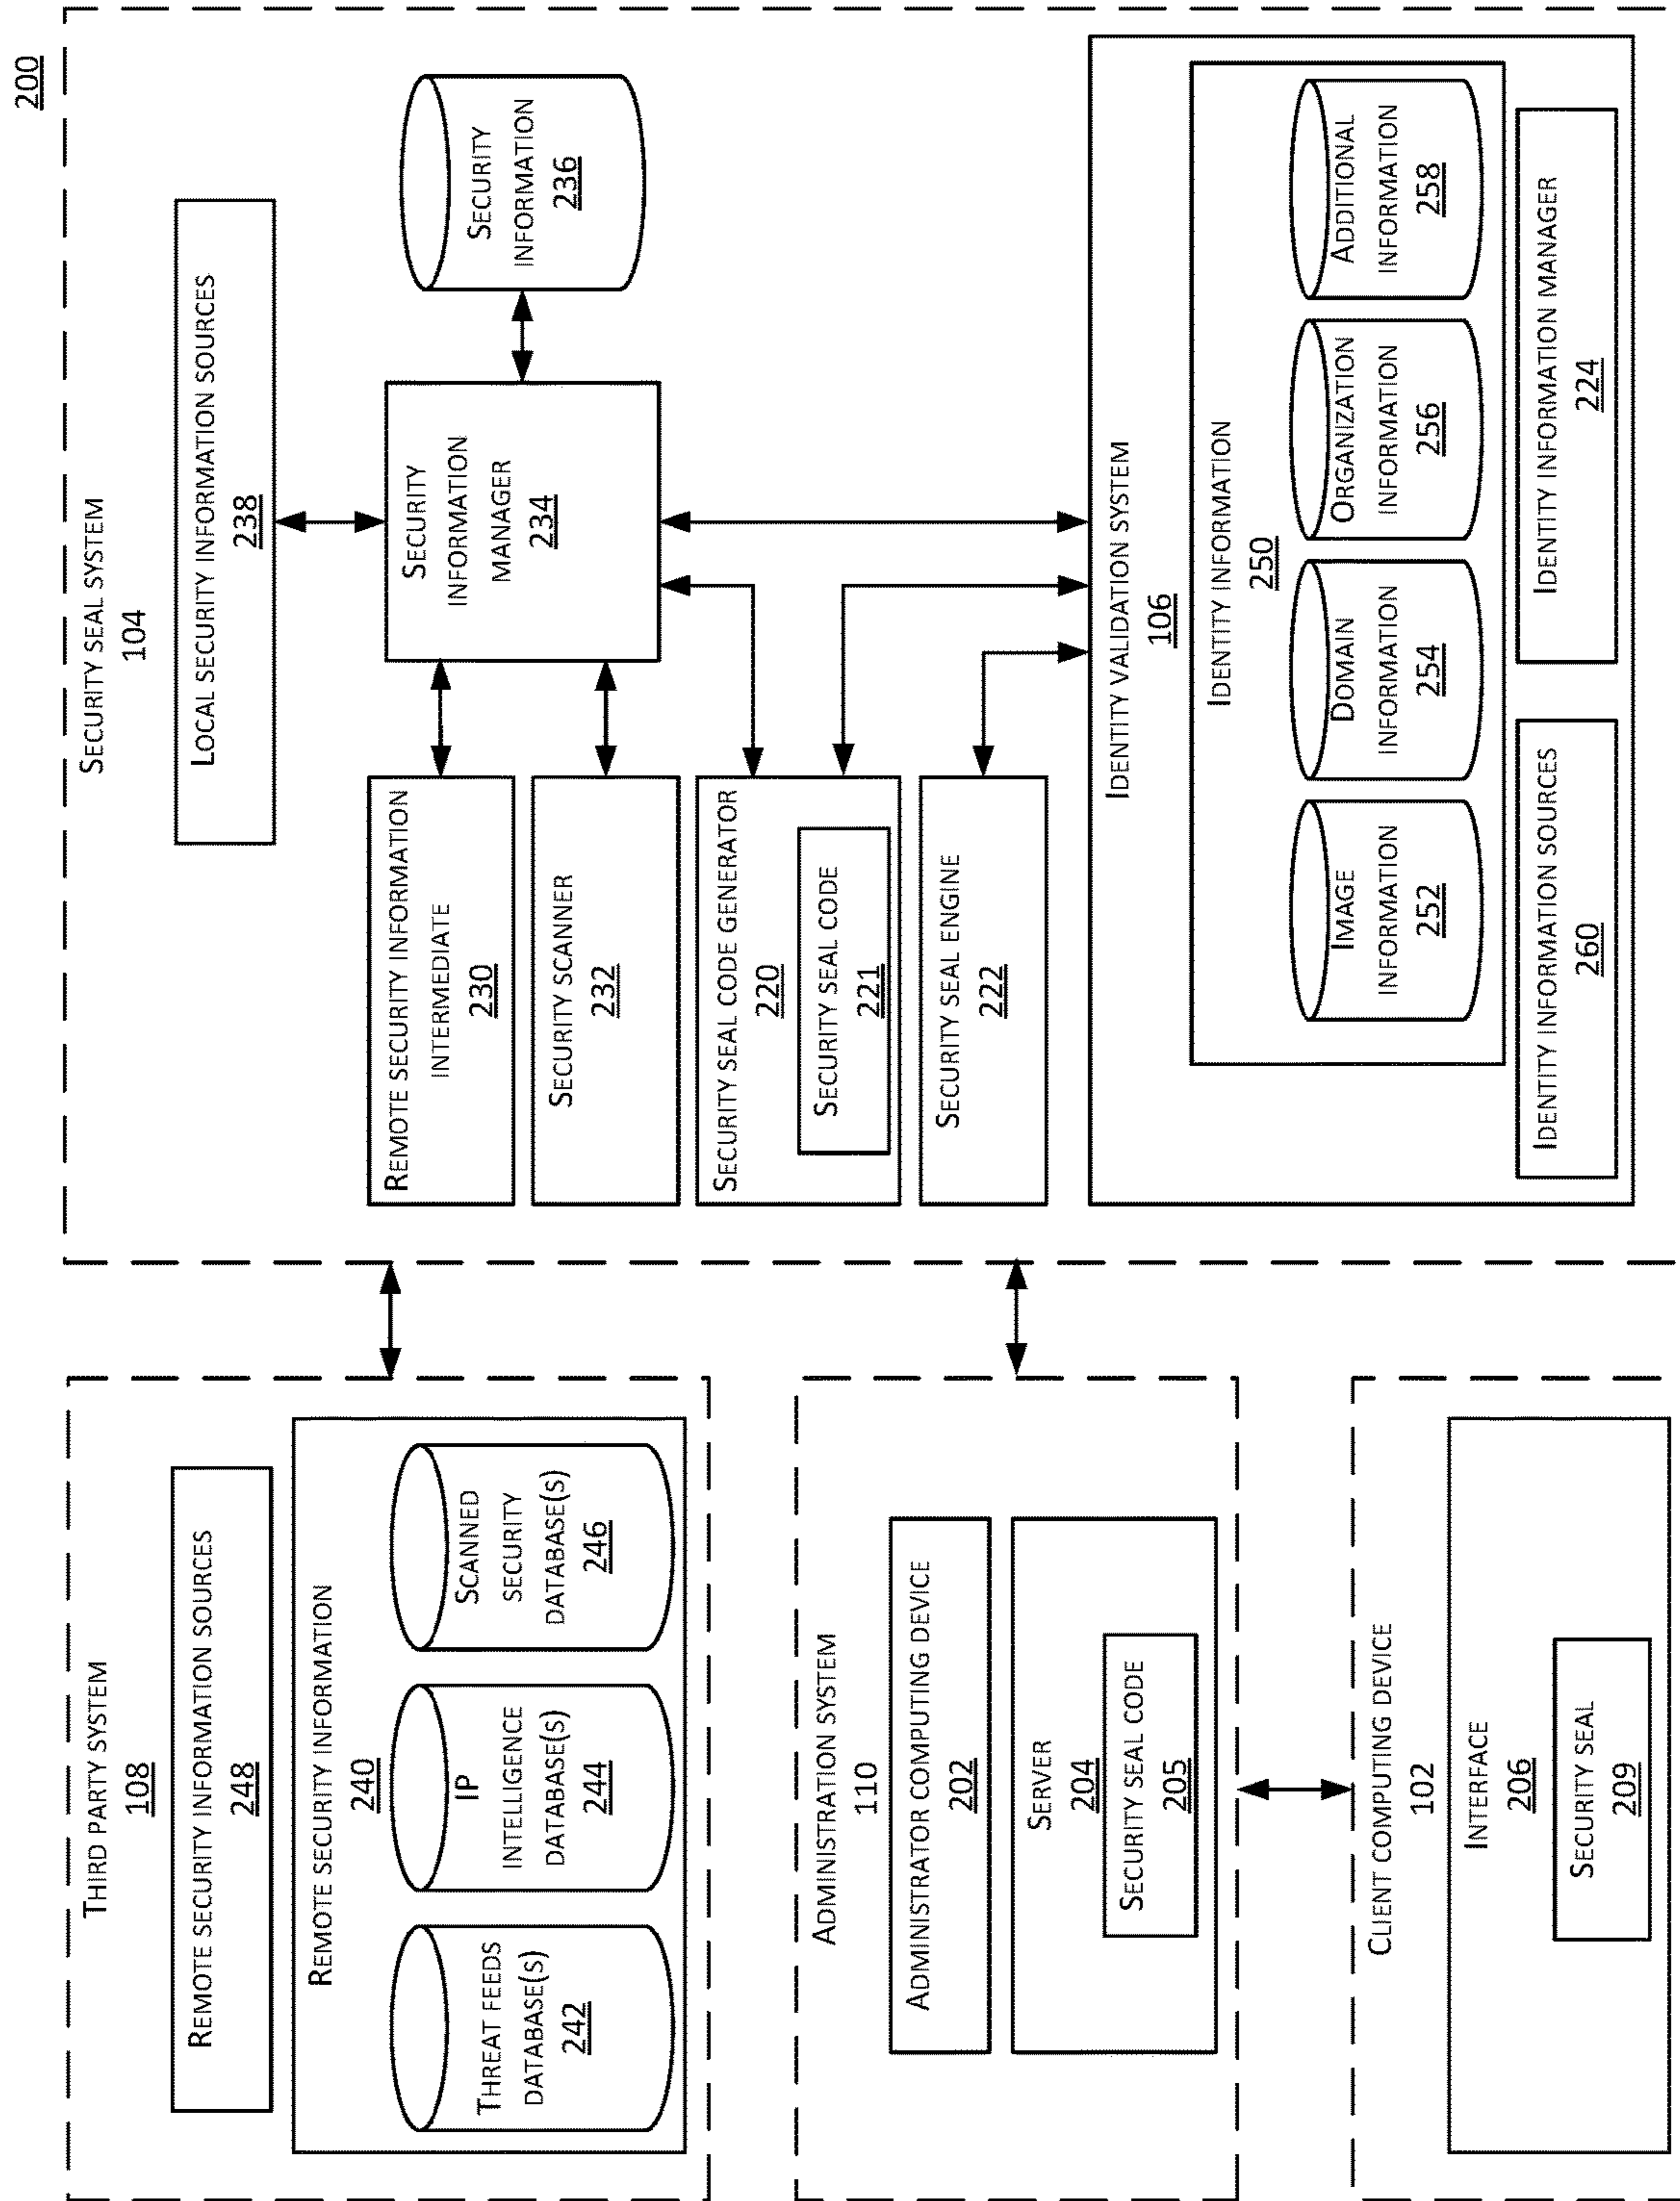 200
THIRD PARTY SYSTEM
108
REMOTE SECURITY INFORMATION SOURCES
248
REMOTE SECURITY INFORMATION
240
THREAT FEEDS
DATABASE(S)
242
IP
INTELLIGENCE
DATABASE(S)
244
SCANNED
SECURITY
DATABASE(S)
246
ADMINISTRATION SYSTEM
110
ADMINISTRATOR COMPUTING DEVICE
202
SERVER
204
SECURITY SEAL CODE
205
CLIENT COMPUTING DEVICE
102
INTERFACE
206
SECURITY SEAL
209
SECURITY SEAL SYSTEM
104
LOCAL SECURITY INFORMATION SOURCES
238
REMOTE SECURITY INFORMATION
INTERMEDIATE
230
SECURITY SCANNER
232
SECURITY SEAL CODE GENERATOR
220
SECURITY SEAL CODE
221
SECURITY SEAL ENGINE
222
SECURITY
INFORMATION
MANAGER
234
SECURITY
INFORMATION
236
IDENTITY VALIDATION SYSTEM
106
IDENTITY INFORMATION
250
IMAGE
INFORMATION
252
DOMAIN
INFORMATION
254
ORGANIZATION
INFORMATION
256
ADDITIONAL
INFORMATION
258
IDENTITY INFORMATION SOURCES
260
IDENTITY INFORMATION MANAGER
224